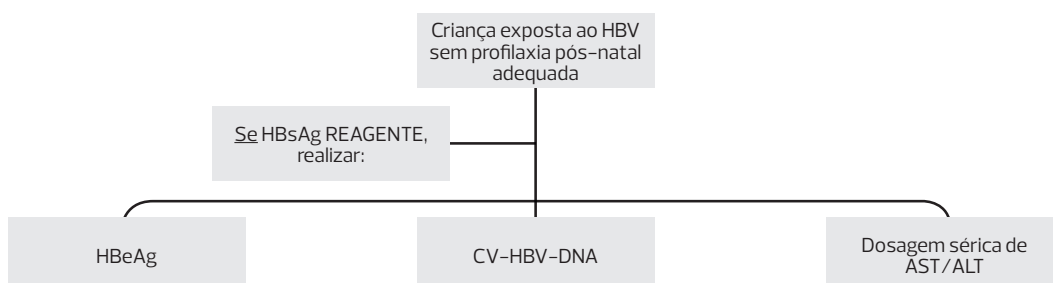 Criança exposta ao HBV
sem profilaxia pós-natal
adequada
Se HBsAg REAGENTE,
realizar:
HBeAg
CV-HBV-DNA
Dosagem sérica de
AST/ALT